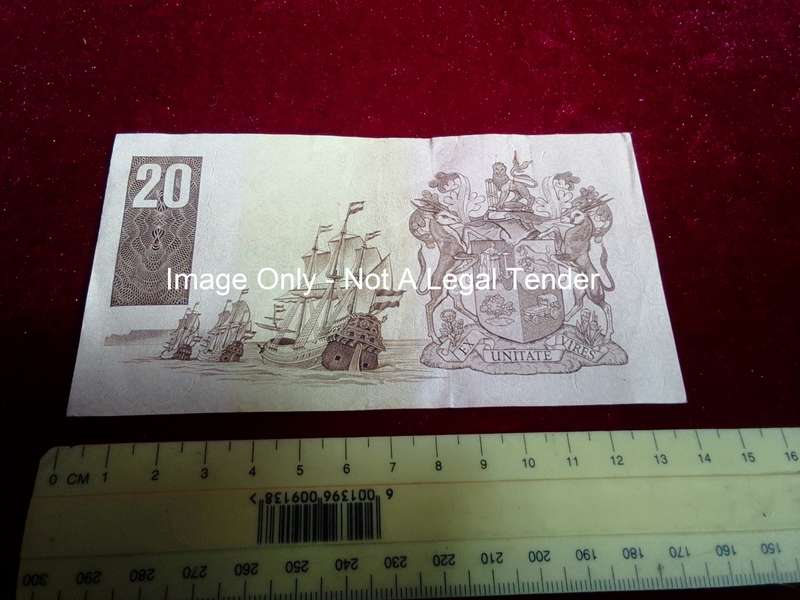 20
Image Only - Not A Legal Tender
EX UNITATE VIRES
0 CM 1 2 3 4 5 6 7 8 9 10 11 12 13 14 15 16
6 001396 009138 >
300 290 280 270 260 250 240 230 220 210 200 190 180 170 160 150